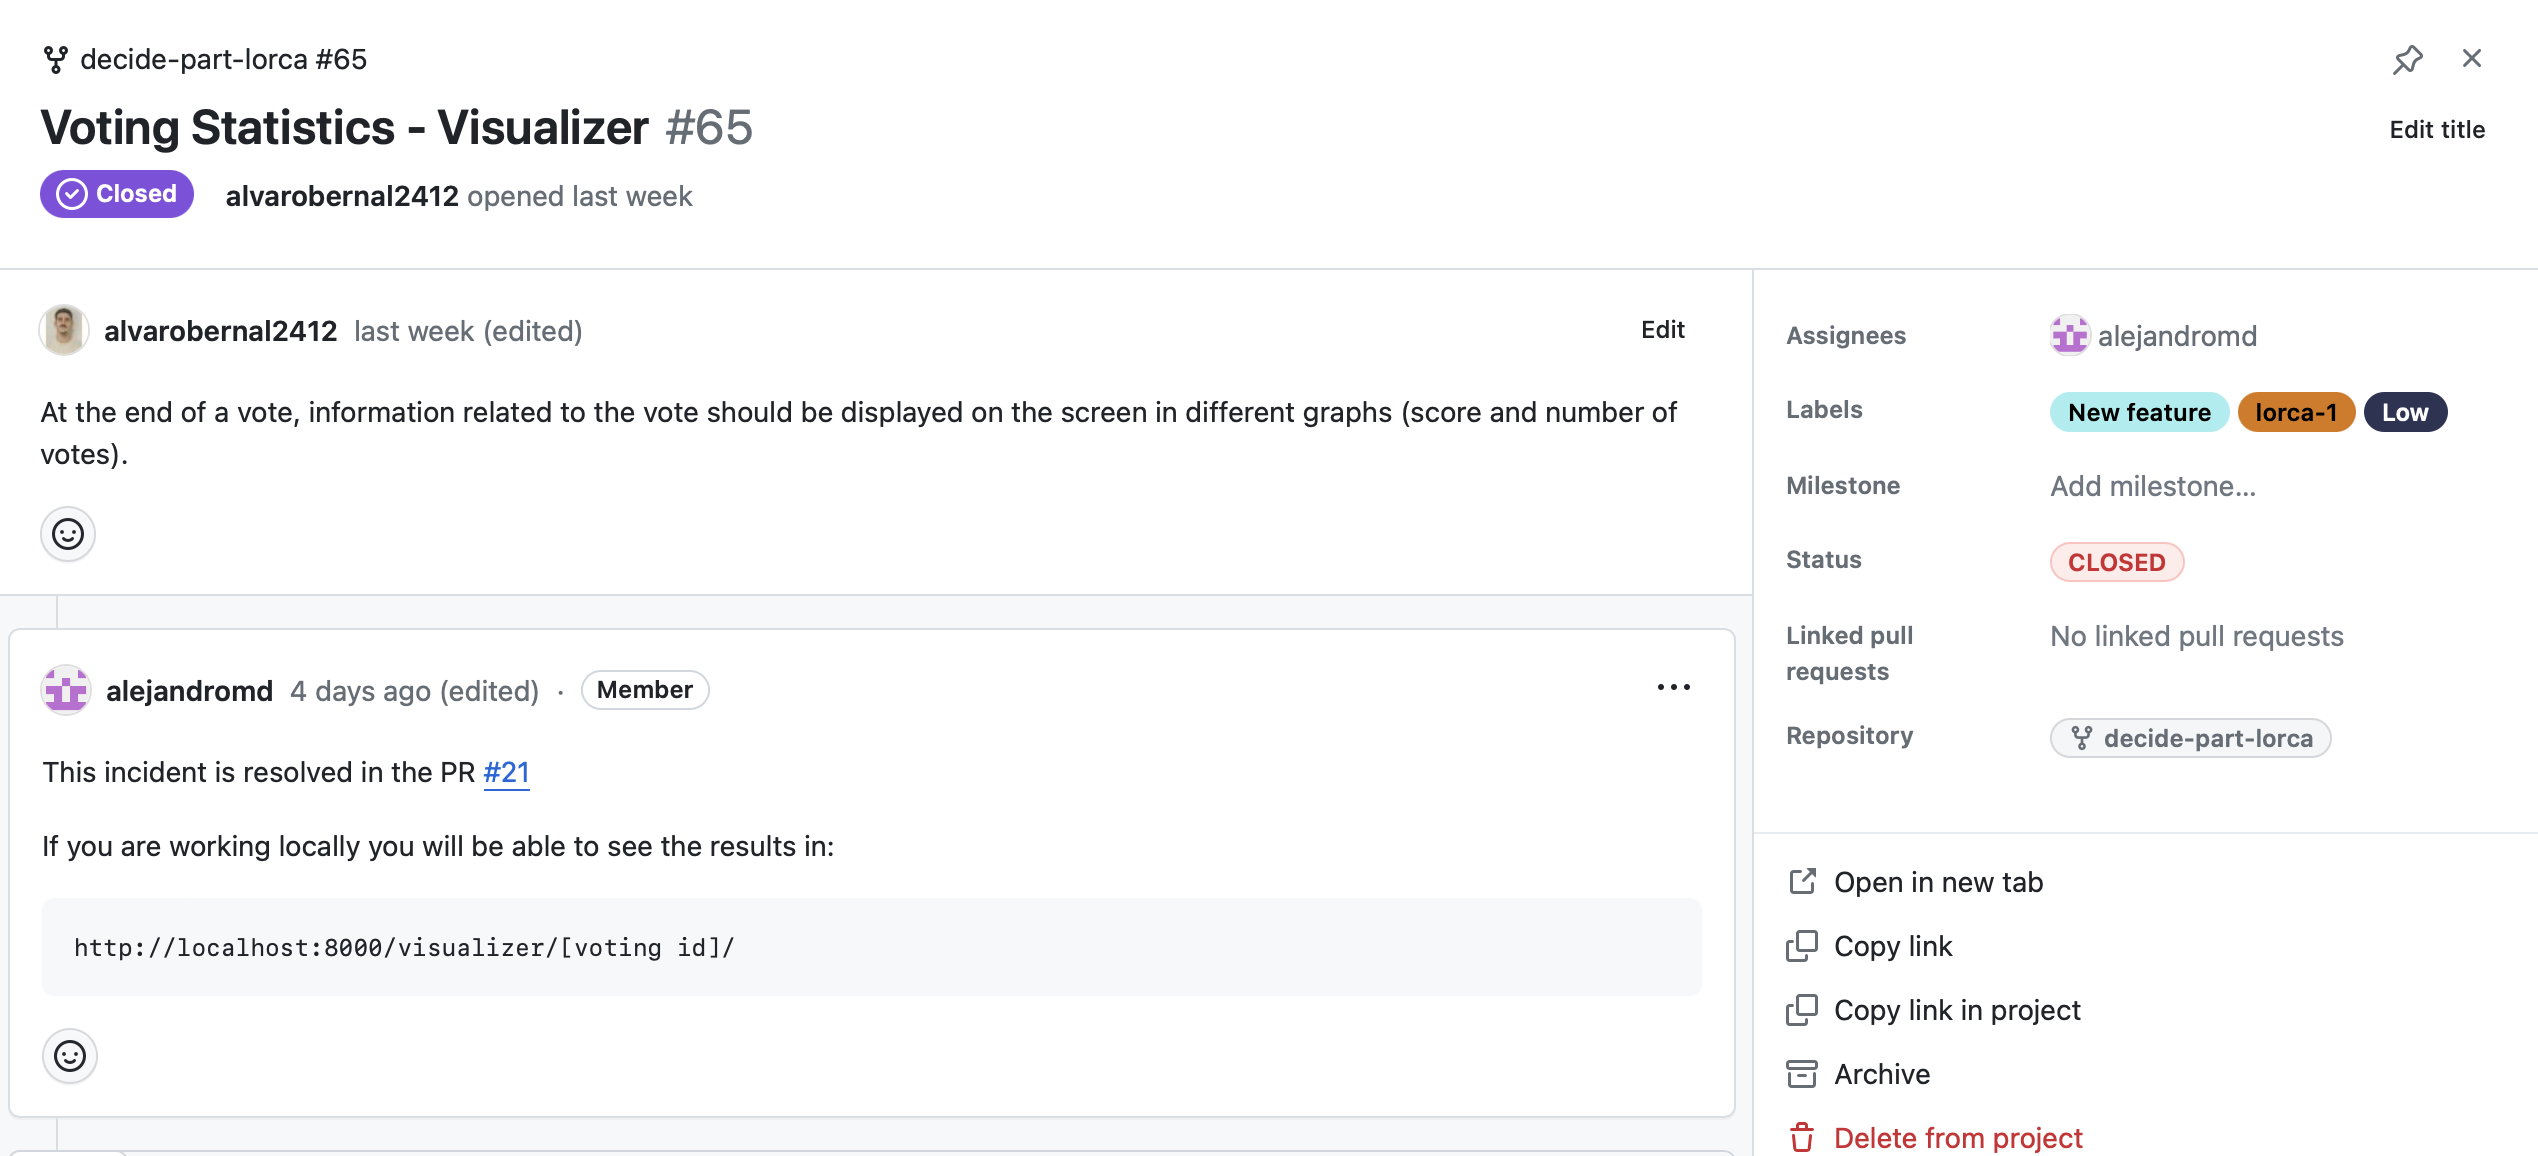 decide-part-lorca #65
Voting Statistics - Visualizer #65
Edit title
Closed
alvarobernal2412 opened last week
alvarobernal2412 last week (edited)
Edit
At the end of a vote, information related to the vote should be displayed on the screen in different graphs (score and number of
votes).
alejandromd 4 days ago (edited) · Member
This incident is resolved in the PR #21
If you are working locally you will be able to see the results in:
http://localhost:8000/visualizer/[voting id]/
Assignees
alejandromd
Labels
New feature lorca-1 Low
Milestone
Add milestone...
Status
CLOSED
Linked pull
requests
No linked pull requests
Repository
decide-part-lorca
Open in new tab
Copy link
Copy link in project
Archive
Delete from project